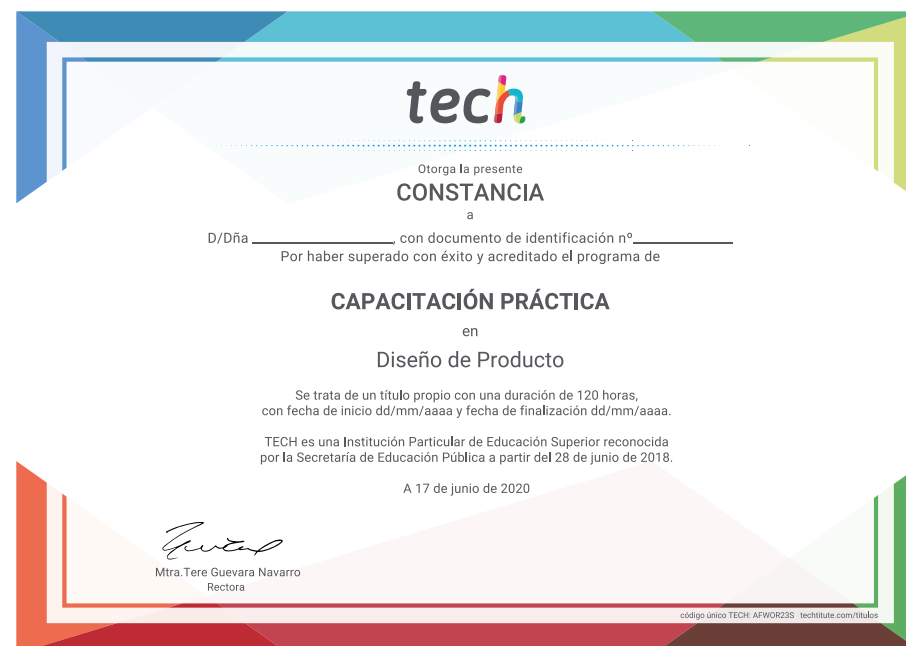 tech
Otorga la presente
CONSTANCIA
a
D/Dña ____________________, con documento de identificación nº______________
Por haber superado con éxito y acreditado el programa de
CAPACITACIÓN PRÁCTICA
en
Diseño de Producto
Se trata de un título propio con una duración de 120 horas,
con fecha de inicio dd/mm/aaaa y fecha de finalización dd/mm/aaaa.
TECH es una Institución Particular de Educación Superior reconocida
por la Secretaría de Educación Pública a partir del 28 de junio de 2018.
A 17 de junio de 2020
Mtra.Tere Guevara Navarro
Rectora
código único TECH: AFWOR23S techtitute.com/títulos